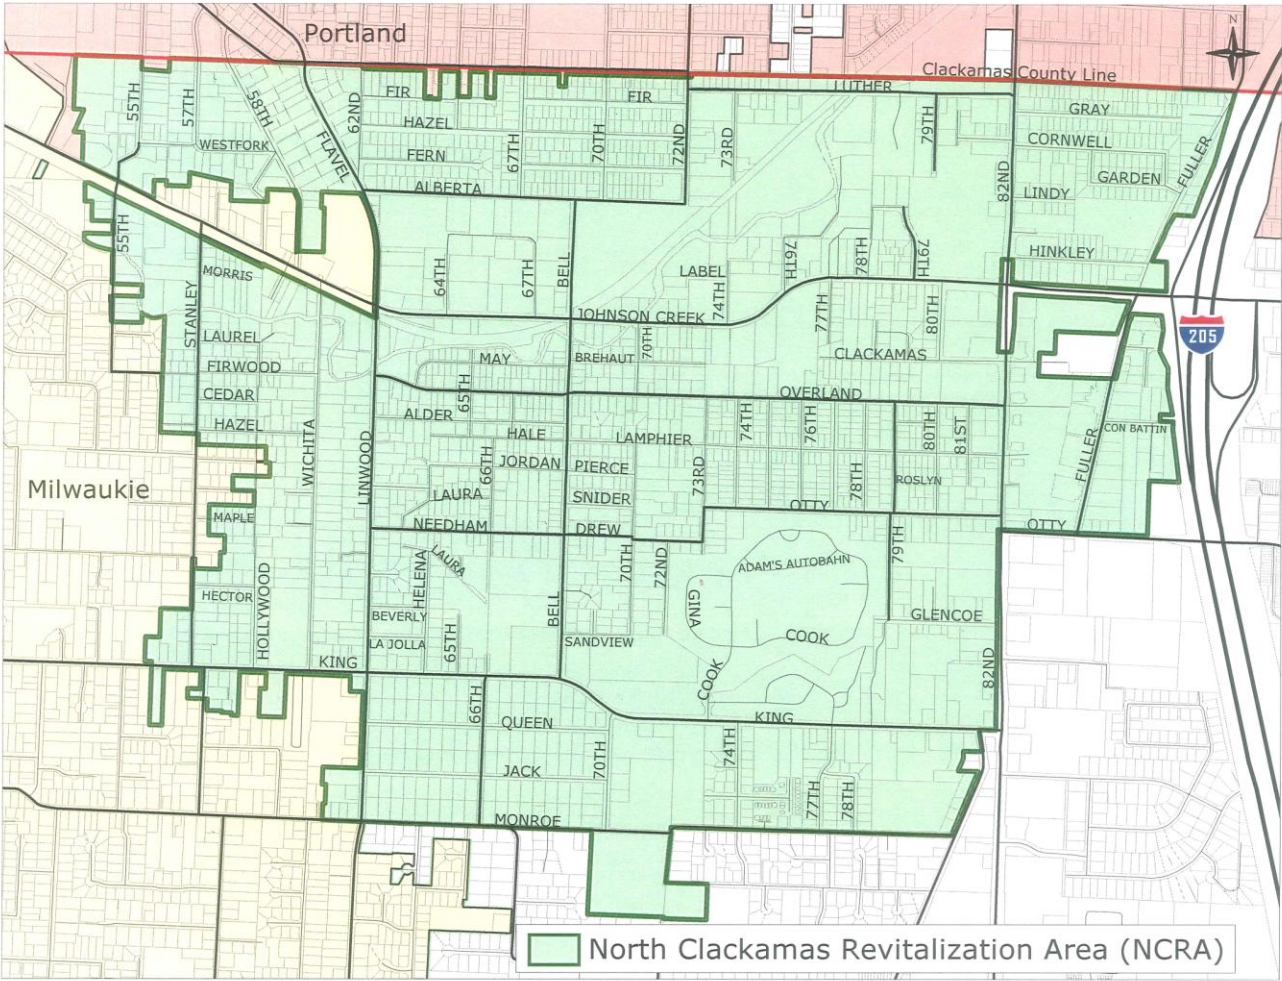 Portland
N
Clackamas County Line
LUTHER
FIR
FIR
GRAY
55TH
57TH
58TH
62ND
FLAVEL
HAZEL
67TH
70TH
72ND
73RD
79TH
82ND
CORNWELL
FULLER
WESTFORK
FERN
GARDEN
ALBERTA
LINDY
55TH
HINKLEY
64TH
67TH
BELL
LABEL
74TH
76TH
78TH
79TH
MORRIS
STANLEY
JOHNSON CREEK
77TH
80TH
205
LAUREL
MAY
BREHAUT
70TH
CLACKAMAS
FIRWOOD
CEDAR
65TH
OVERLAND
ALDER
HAZEL
WICHITA
LINWOOD
HALE
LAMPHIER
74TH
76TH
80TH
81ST
CON BATTIN
FULLER
66TH
JORDAN
PIERCE
73RD
78TH
ROSLYN
Milwaukie
LAURA
SNIDER
OTTY
MAPLE
NEEDHAM
DREW
OTTY
79TH
HOLLYWOOD
HELENA
LAURA
70TH
72ND
ADAM'S AUTOBAHN
HECTOR
BEVERLY
BELL
GINA
GLENCOE
LA JOLLA
65TH
SANDVIEW
COOK
KING
COOK
82ND
66TH
QUEEN
KING
70TH
74TH
JACK
77TH
78TH
MONROE
North Clackamas Revitalization Area (NCRA)